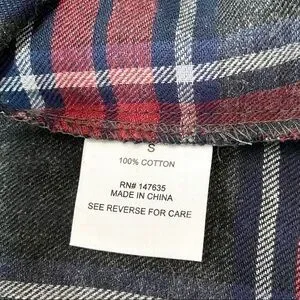 S
100% COTTON
RN# 147635
MADE IN CHINA
SEE REVERSE FOR CARE